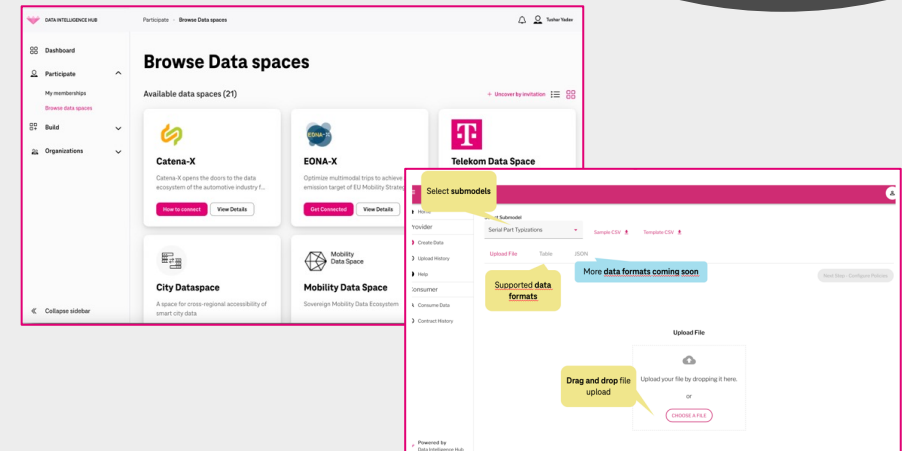 DATA INTELLIGENCE HUB
Participate · Browse Data spaces
Tushar Yadav
Dashboard
Participate
My memberships
Browse data spaces
Build
Organizations
Collapse sidebar
Browse Data spaces
Available data spaces (21)
+ Uncover by invitation
Catena-X
Catena-X opens the doors to the data
ecosystem of the automotive industry f...
How to connect
View Details
EONA-X
EONA-X
Optimize multimodal trips to achieve
emission target of EU Mobility Strateg
Get Connected
View Details
T
Telekom Data Space
City Dataspace
A space for cross-regional accessibility of
smart city data
Mobility
Data Space
Mobility Data Space
Sovereign Mobility Data Ecosystem
Select submodels
Provider
Create Data
Upload History
Help
Consumer
Consume Data
Contract History
Powered by
Data Intelligence Hub
Submodel
Serial Part Typizations
Sample CSV
Template CSV
Upload File
Table
JSON
Supported data
formats
More data formats coming soon
Next Step - Configure Policies
Upload File
Drag and drop file
upload
Upload your file by dropping it here.
or
CHOOSE A FILE